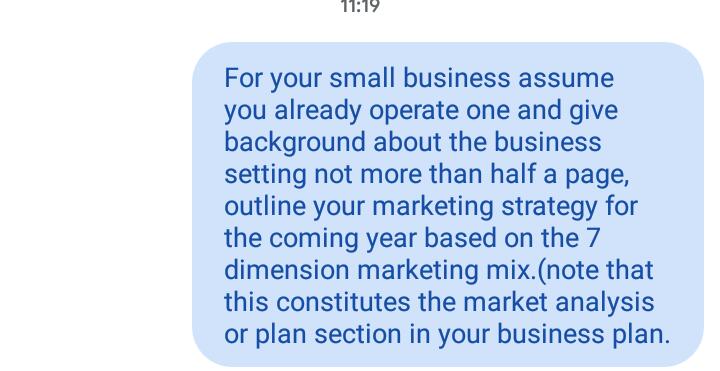 11:19
For your small business assume
you already operate one and give
background about the business
setting not more than half a page,
outline your marketing strategy for
the coming year based on the 7
dimension marketing mix.(note that
this constitutes the market analysis
or plan section in your business plan.